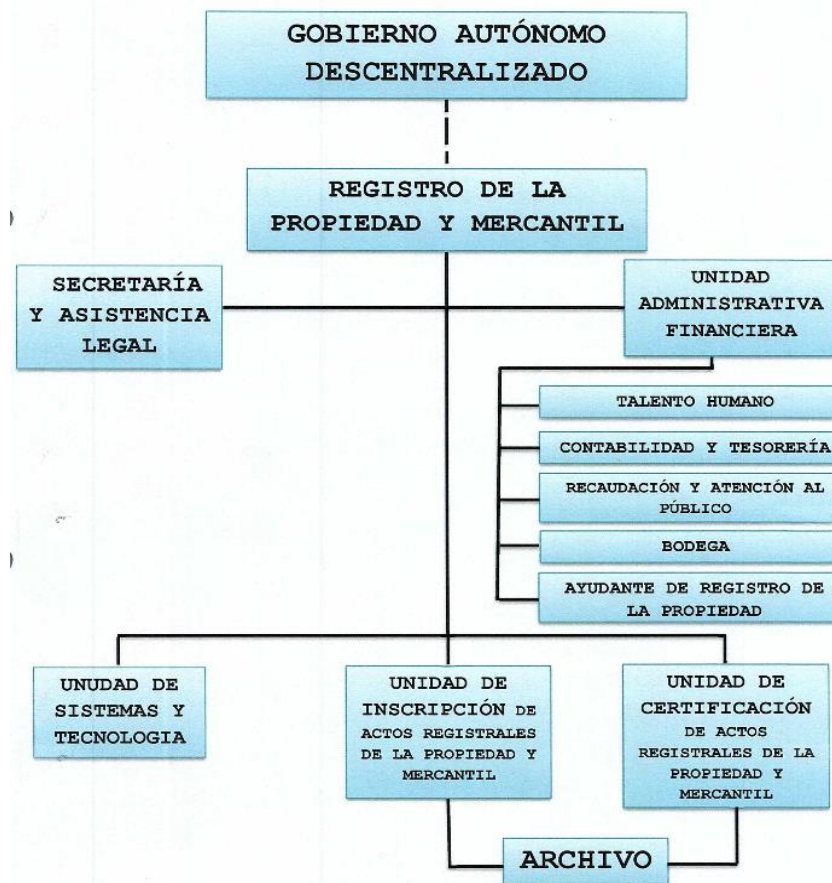 GOBIERNO AUTÓNOMO
DESCENTRALIZADO
REGISTRO DE LA
PROPIEDAD Y MERCANTIL
SECRETARÍA
Y ASISTENCIA
LEGAL
UNIDAD
ADMINISTRATIVA
FINANCIERA
TALENTO HUMANO
CONTABILIDAD Y TESORERÍA
RECAUDACIÓN Y ATENCIÓN AL
PÚBLICO
BODEGA
AYUDANTE DE REGISTRO DE
LA PROPIEDAD
UNUDAD DE
SISTEMAS Y
TECNOLOGIA
UNIDAD DE
INSCRIPCIÓN DE
ACTOS REGISTRALES
DE LA PROPIEDAD Y
MERCANTIL
UNIDAD DE
CERTIFICACIÓN
DE ACTOS
REGISTRALES DE LA
PROPIEDAD Y
MERCANTIL
ARCHIVO